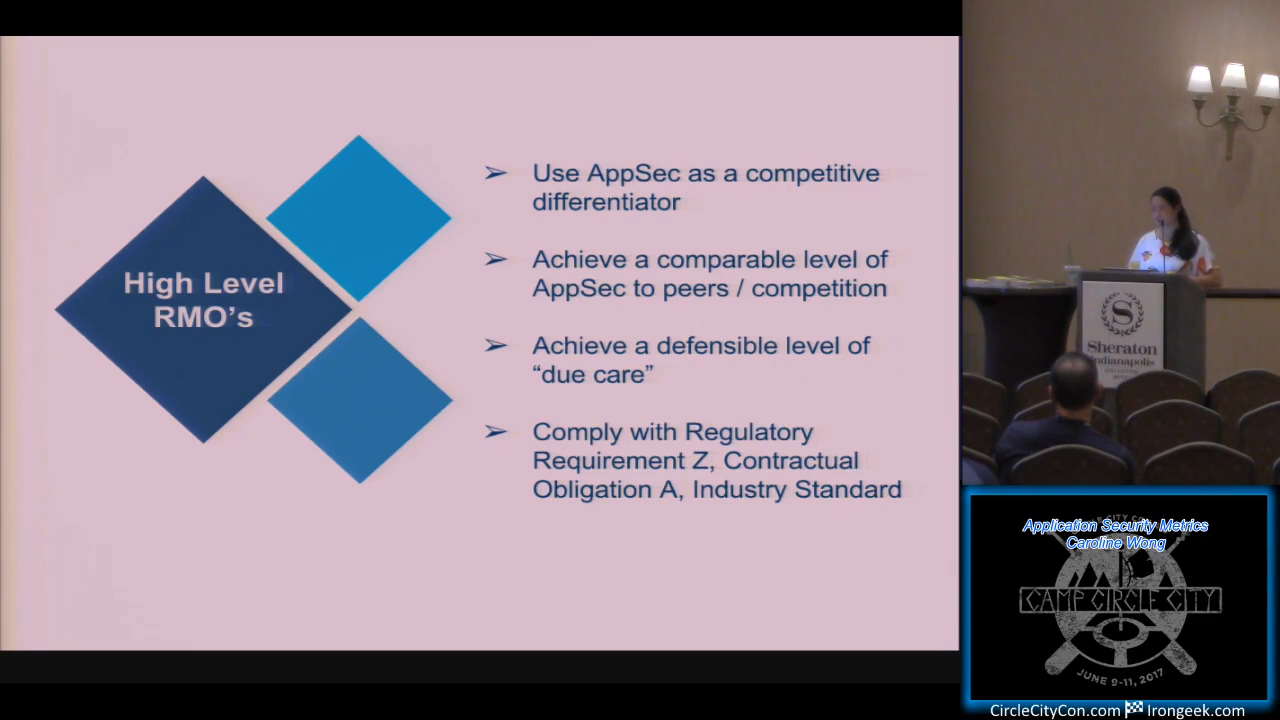 High Level
RMO's
➢ Use AppSec as a competitive
differentiator
➢ Achieve a comparable level of
AppSec to peers / competition
➢ Achieve a defensible level of
“due care”
➢ Comply with Regulatory
Requirement Z, Contractual
Obligation A, Industry Standard
S
Sheraton
Indianapolis
Application Security Metrics
Caroline Wong
CAMP CIRCLE CITY
JUNE 9-11, 2017
CircleCityCon.com Irongeek.com